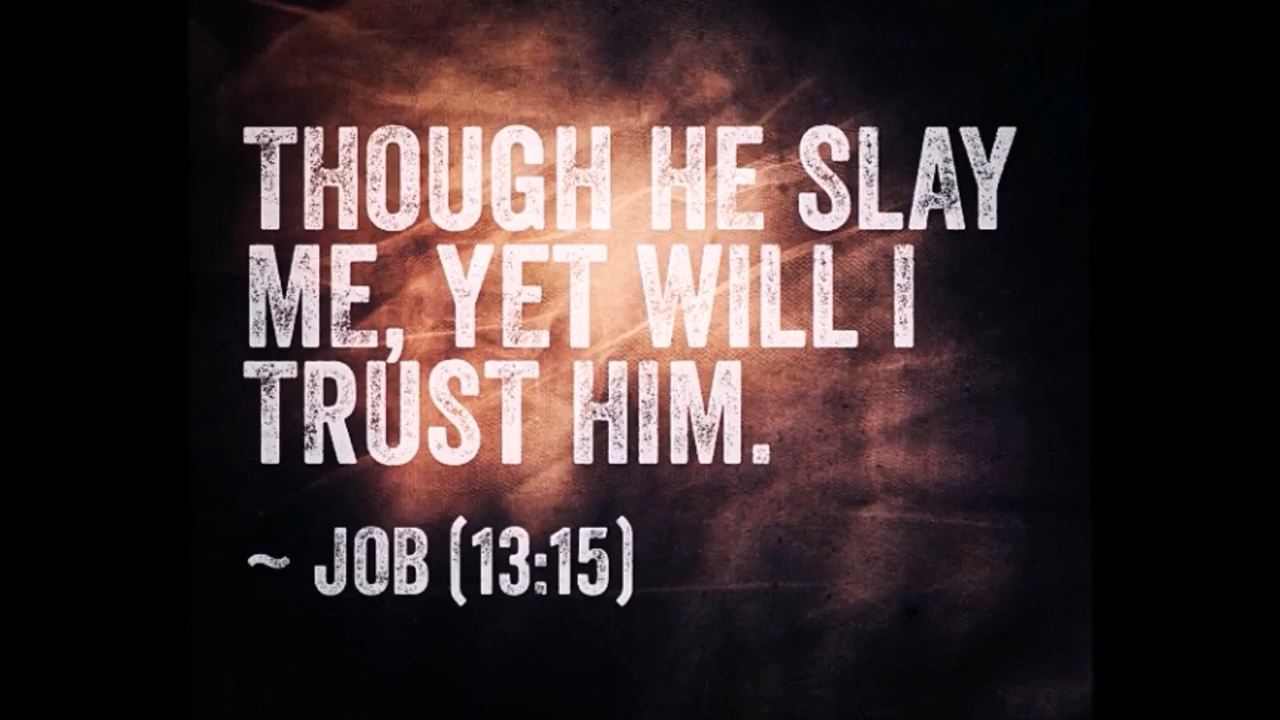 THOUGH HE SLAY
ME, YET WILL I
TRUST HIM.
~ JOB (13:15)